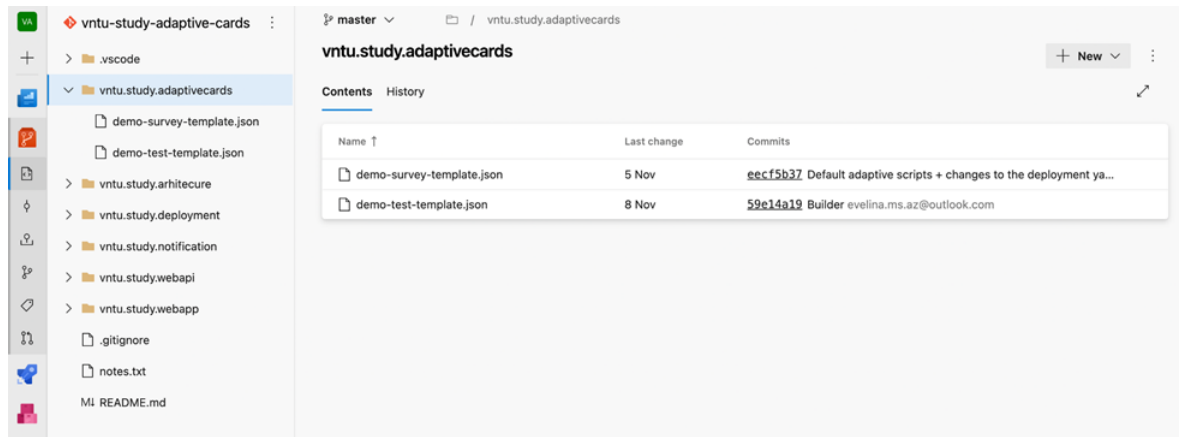 VA
vntu-study-adaptive-cards
.vscode
vntu.study.adaptivecards
demo-survey-template.json
demo-test-template.json
vntu.study.arhitecure
vntu.study.deployment
vntu.study.notification
vntu.study.webapi
vntu.study.webapp
.gitignore
notes.txt
M↓ README.md
master / vntu.study.adaptivecards
vntu.study.adaptivecards
+ New
Contents History
Name ↑ Last change Commits
demo-survey-template.json 5 Nov eecf5b37 Default adaptive scripts + changes to the deployment ya...
demo-test-template.json 8 Nov 59e14a19 Builder evelina.ms.az@outlook.com